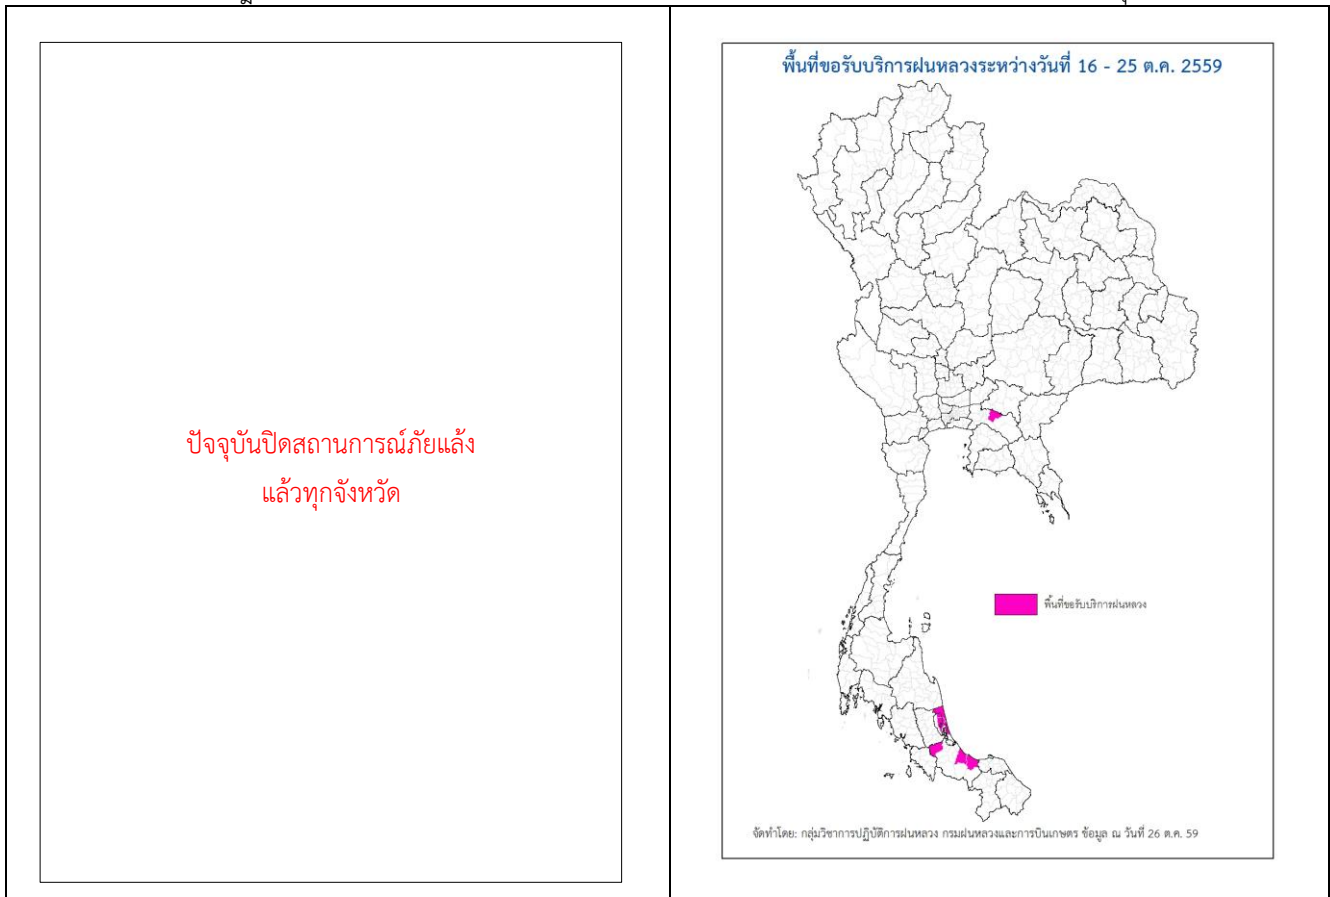 ปัจจุบันปิดสถานการณ์ภัยแล้ง
แล้วทุกจังหวัด
พื้นที่ขอรับบริการฝนหลวงระหว่างวันที่ 16 - 25 ต.ค. 2559
พื้นที่ขอรับบริการฝนหลวง
จัดทำโดย: กลุ่มวิชาการปฏิบัติการฝนหลวง กรมฝนหลวงและการบินเกษตร ข้อมูล ณ วันที่ 26 ต.ค. 59